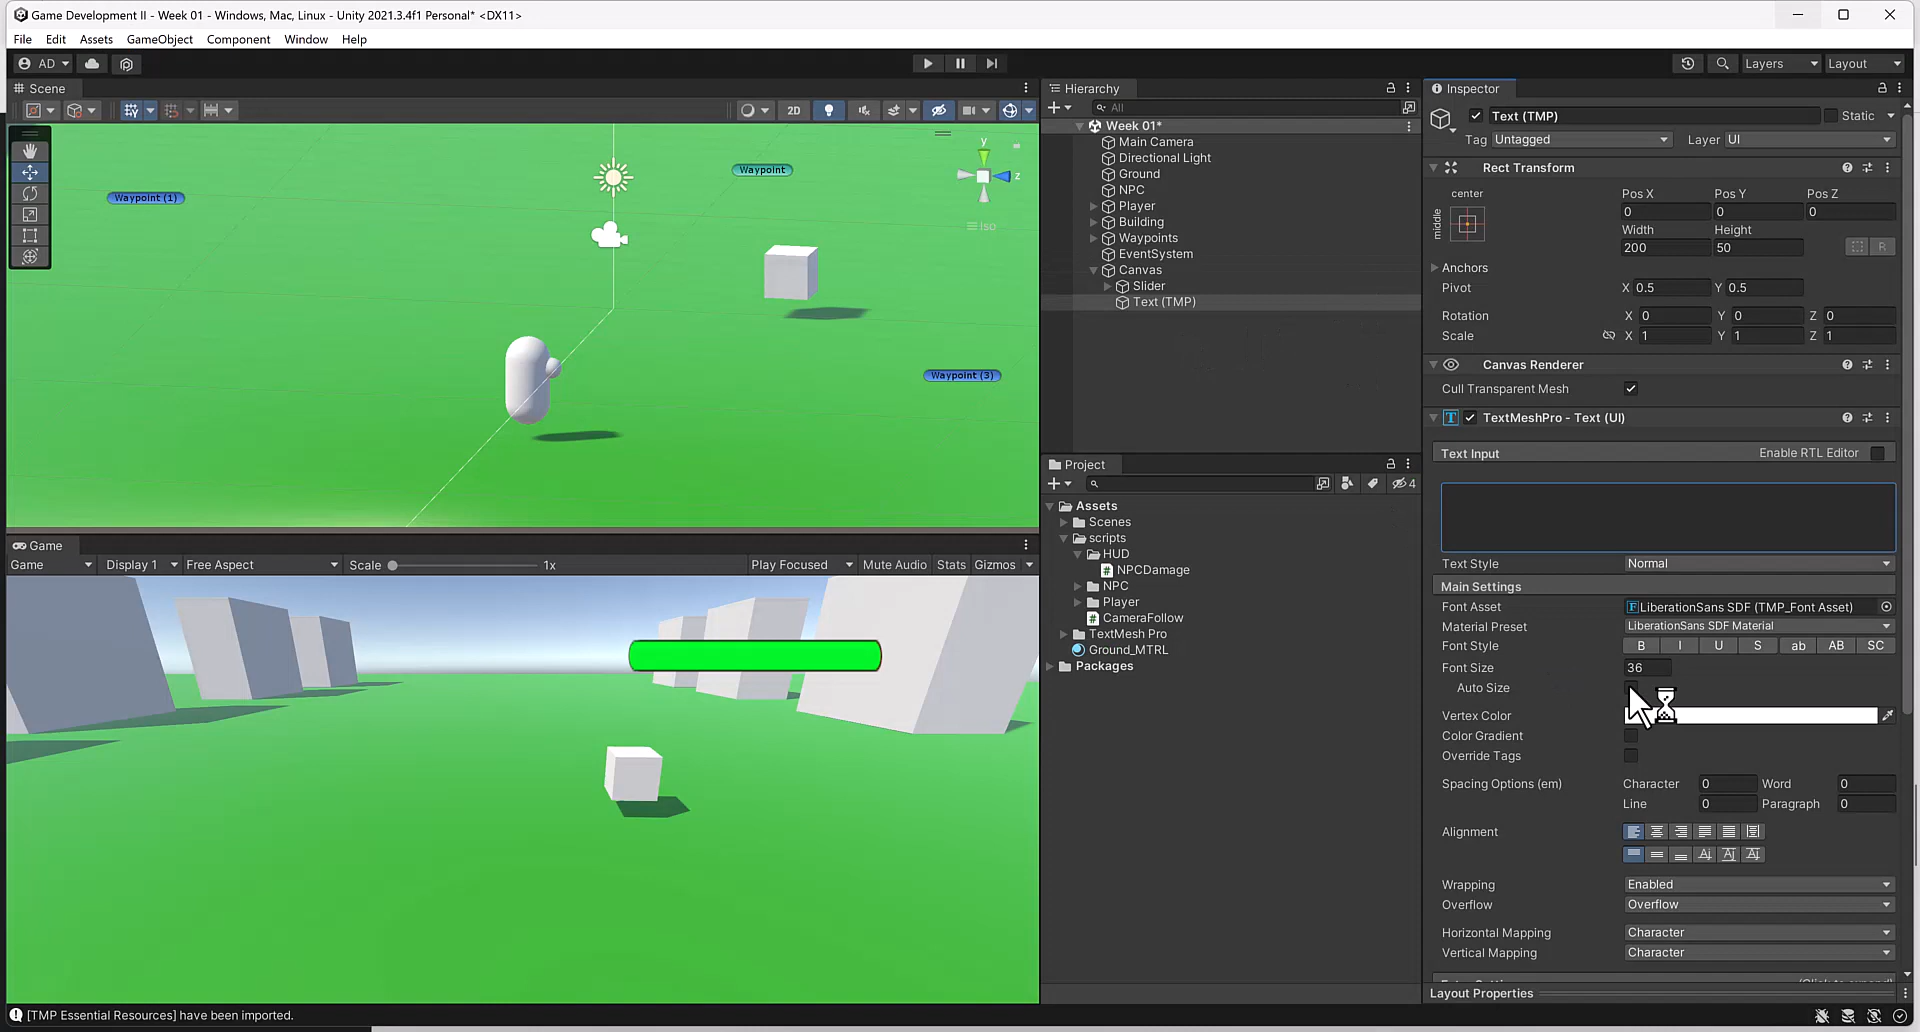 Game Development II - Week 01 - Windows, Mac, Linux - Unity 2021.3.4f1 Personal* <DX11>
File Edit Assets GameObject Component Window Help
AD Layers Layout
Scene
2D
Waypoint (1)
Waypoint
Waypoint (3)
y
z
Iso
Game
Game Display 1 Free Aspect Scale 1x Play Focused Mute Audio Stats Gizmos
Hierarchy
All
Week 01*
Main Camera
Directional Light
Ground
NPC
Player
Building
Waypoints
EventSystem
Canvas
Slider
Text (TMP)
Project
4
Assets
Scenes
scripts
HUD
NPCDamage
NPC
Player
CameraFollow
TextMesh Pro
Ground_MTRL
Packages
Inspector
Text (TMP) Static
Tag Untagged Layer UI
Rect Transform
center
middle
Pos X Pos Y Pos Z
0 0 0
Width Height
200 50 R
Anchors
Pivot X 0.5 Y 0.5
Rotation X 0 Y 0 Z 0
Scale X 1 Y 1 Z 1
Canvas Renderer
Cull Transparent Mesh
TextMeshPro - Text (UI)
Text Input Enable RTL Editor
Text Style Normal
Main Settings
Font Asset LiberationSans SDF (TMP_Font Asset)
Material Preset LiberationSans SDF Material
Font Style B I U S ab AB SC
Font Size 36
Auto Size
Vertex Color
Color Gradient
Override Tags
Spacing Options (em) Character 0 Word 0
Line 0 Paragraph 0
Alignment
Wrapping Enabled
Overflow Overflow
Horizontal Mapping Character
Vertical Mapping Character
Layout Properties
[TMP Essential Resources] have been imported.